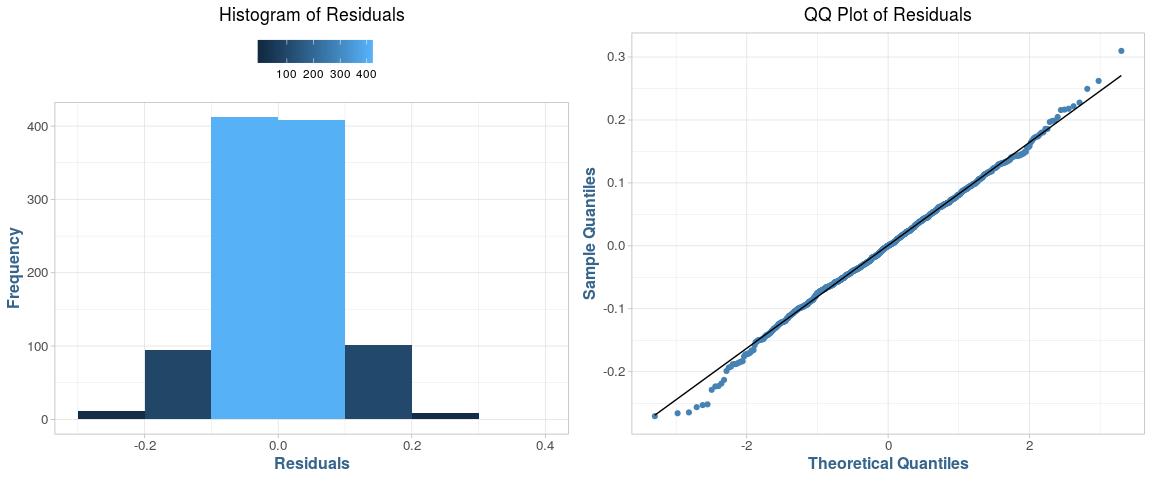 Histogram of Residuals
100 200 300 400
400
300
200
100
0
Frequency
-0.2 0.0 0.2 0.4
Residuals
QQ Plot of Residuals
0.3
0.2
0.1
0.0
-0.1
-0.2
Sample Quantiles
-2 0 2
Theoretical Quantiles